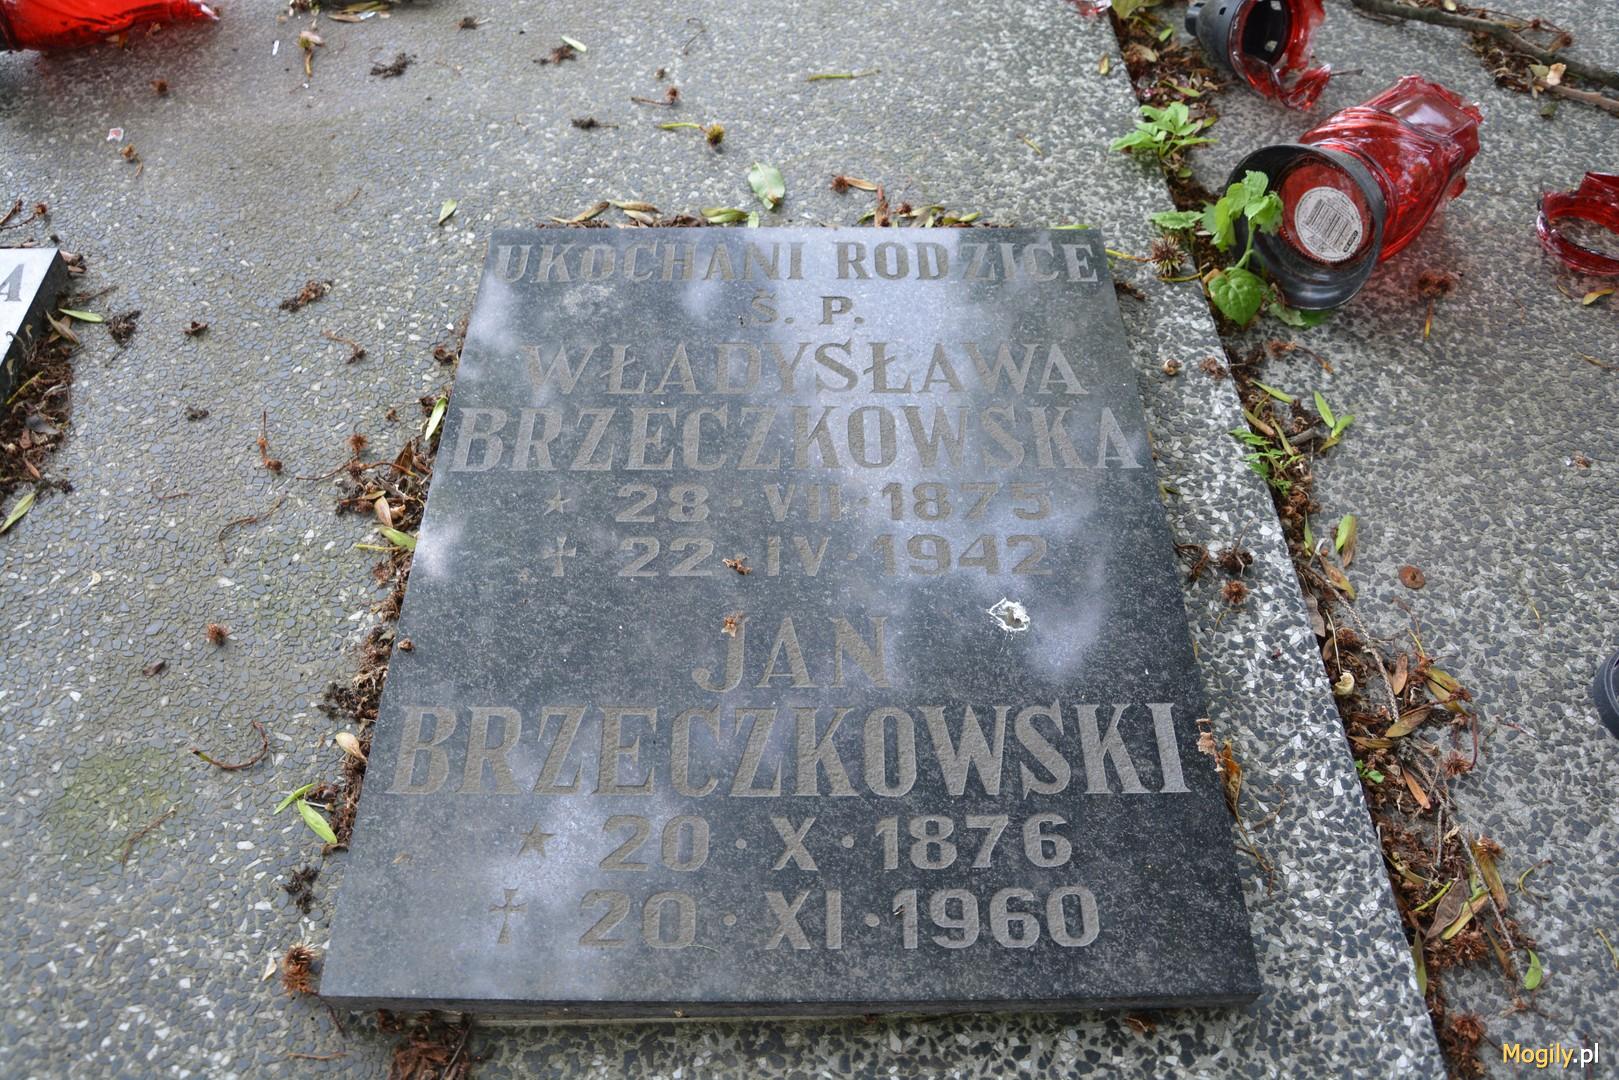 UKOCHANI RODZICE
Ś. P.
WŁADYSŁAWA
BRZECZKOWSKA
* 28 · VII 1875
✝ 22 · IV · 1942
JAN
BRZECZKOWSKI
★ 20 · X · 1876
✝ 20 · XI · 1960
A
Mogily.pl